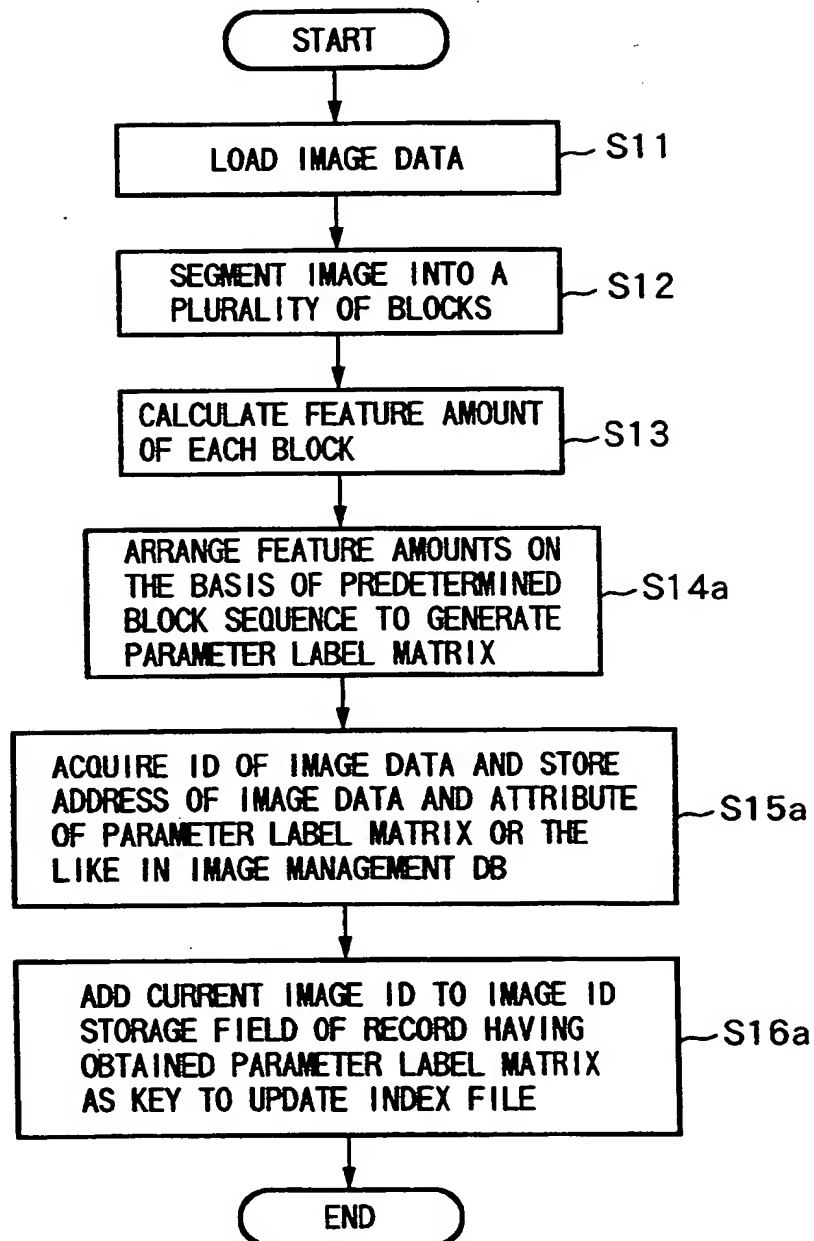 START
LOAD IMAGE DATA
S11
SEGMENT IMAGE INTO A
PLURALITY OF BLOCKS
S12
CALCULATE FEATURE AMOUNT
OF EACH BLOCK
S13
ARRANGE FEATURE AMOUNTS ON
THE BASIS OF PREDETERMINED
BLOCK SEQUENCE TO GENERATE
PARAMETER LABEL MATRIX
S14a
ACQUIRE ID OF IMAGE DATA AND STORE
ADDRESS OF IMAGE DATA AND ATTRIBUTE
OF PARAMETER LABEL MATRIX OR THE
LIKE IN IMAGE MANAGEMENT DB
S15a
ADD CURRENT IMAGE ID TO IMAGE ID
STORAGE FIELD OF RECORD HAVING
OBTAINED PARAMETER LABEL MATRIX
AS KEY TO UPDATE INDEX FILE
S16a
END